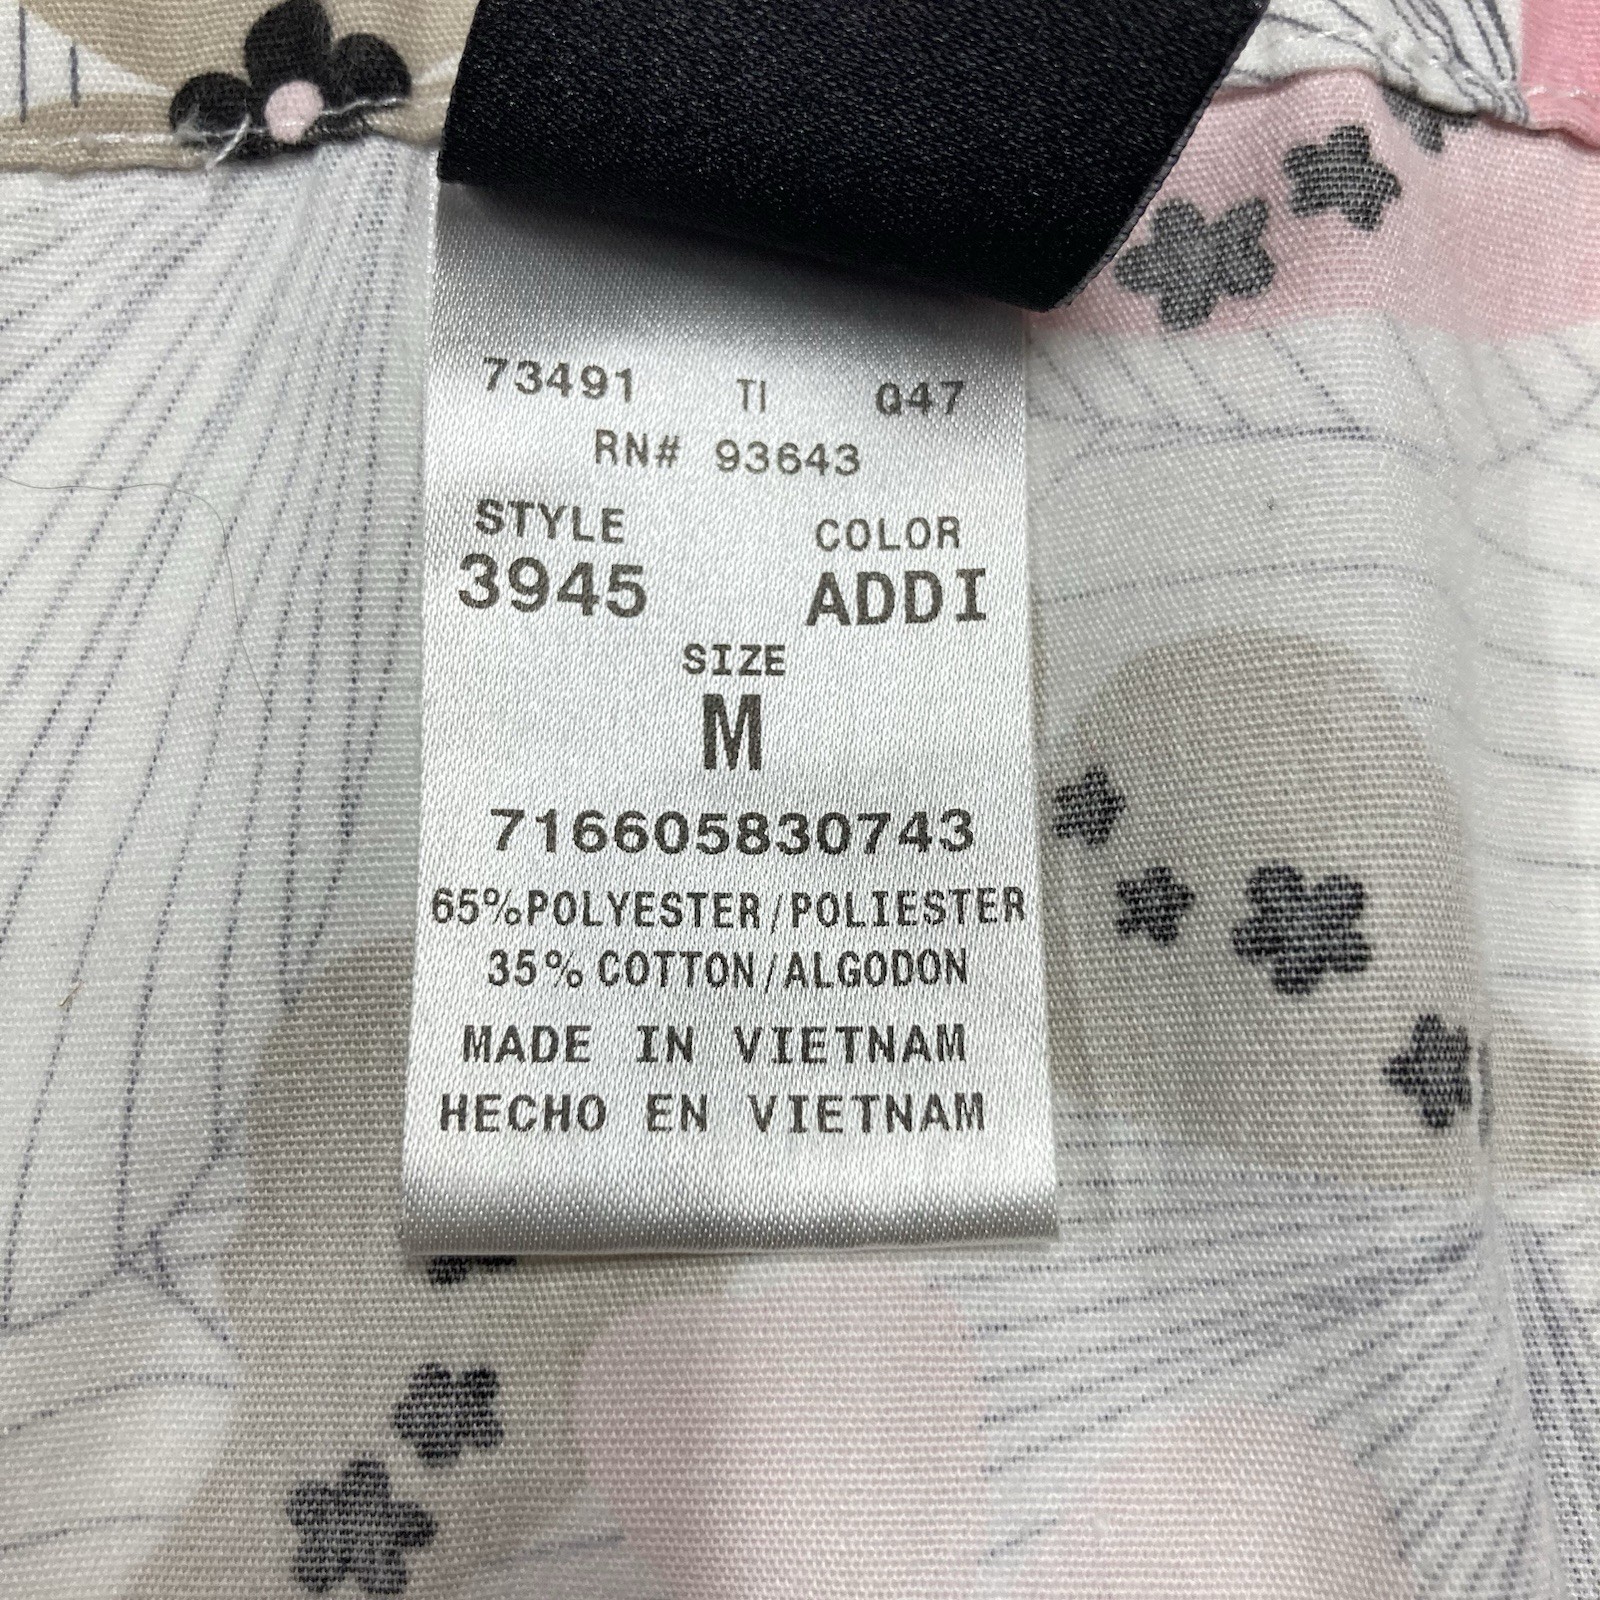 73491 TI Q47
RN# 93643
STYLE COLOR
3945 ADDI
SIZE
M
716605830743
65%POLYESTER/POLIESTER
35%COTTON/ALGODON
MADE IN VIETNAM
HECHO EN VIETNAM